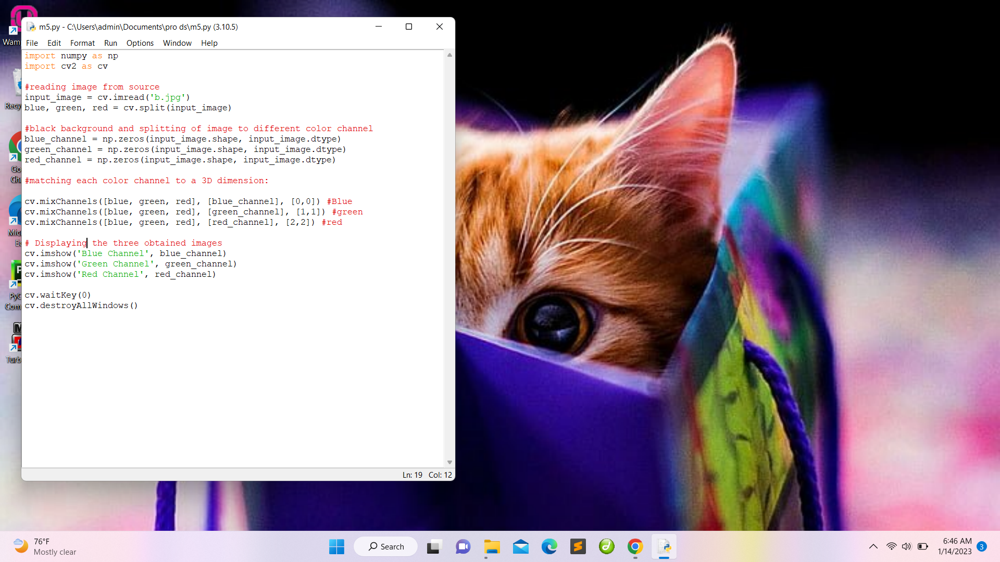 m5.py - C:\Users\admin\Documents\pro ds\m5.py (3.10.5)
File Edit Format Run Options Window Help
import numpy as np
import cv2 as cv
#reading image from source
input_image = cv.imread('b.jpg')
blue, green, red = cv.split(input_image)
#black background and splitting of image to different color channel
blue_channel = np.zeros(input_image.shape, input_image.dtype)
green_channel = np.zeros(input_image.shape, input_image.dtype)
red_channel = np.zeros(input_image.shape, input_image.dtype)
#matching each color channel to a 3D dimension:
cv.mixChannels([blue, green, red], [blue_channel], [0,0]) #Blue
cv.mixChannels([blue, green, red], [green_channel], [1,1]) #green
cv.mixChannels([blue, green, red], [red_channel], [2,2]) #red
# Displaying the three obtained images
cv.imshow('Blue Channel', blue_channel)
cv.imshow('Green Channel', green_channel)
cv.imshow('Red Channel', red_channel)
cv.waitKey(0)
cv.destroyAllWindows()
Ln: 19 Col: 12
Wam
Recy
Go
Ch
Mic
E
PyC
Com
Turb
76°F
Mostly clear
Search
6:46 AM
1/14/2023
3